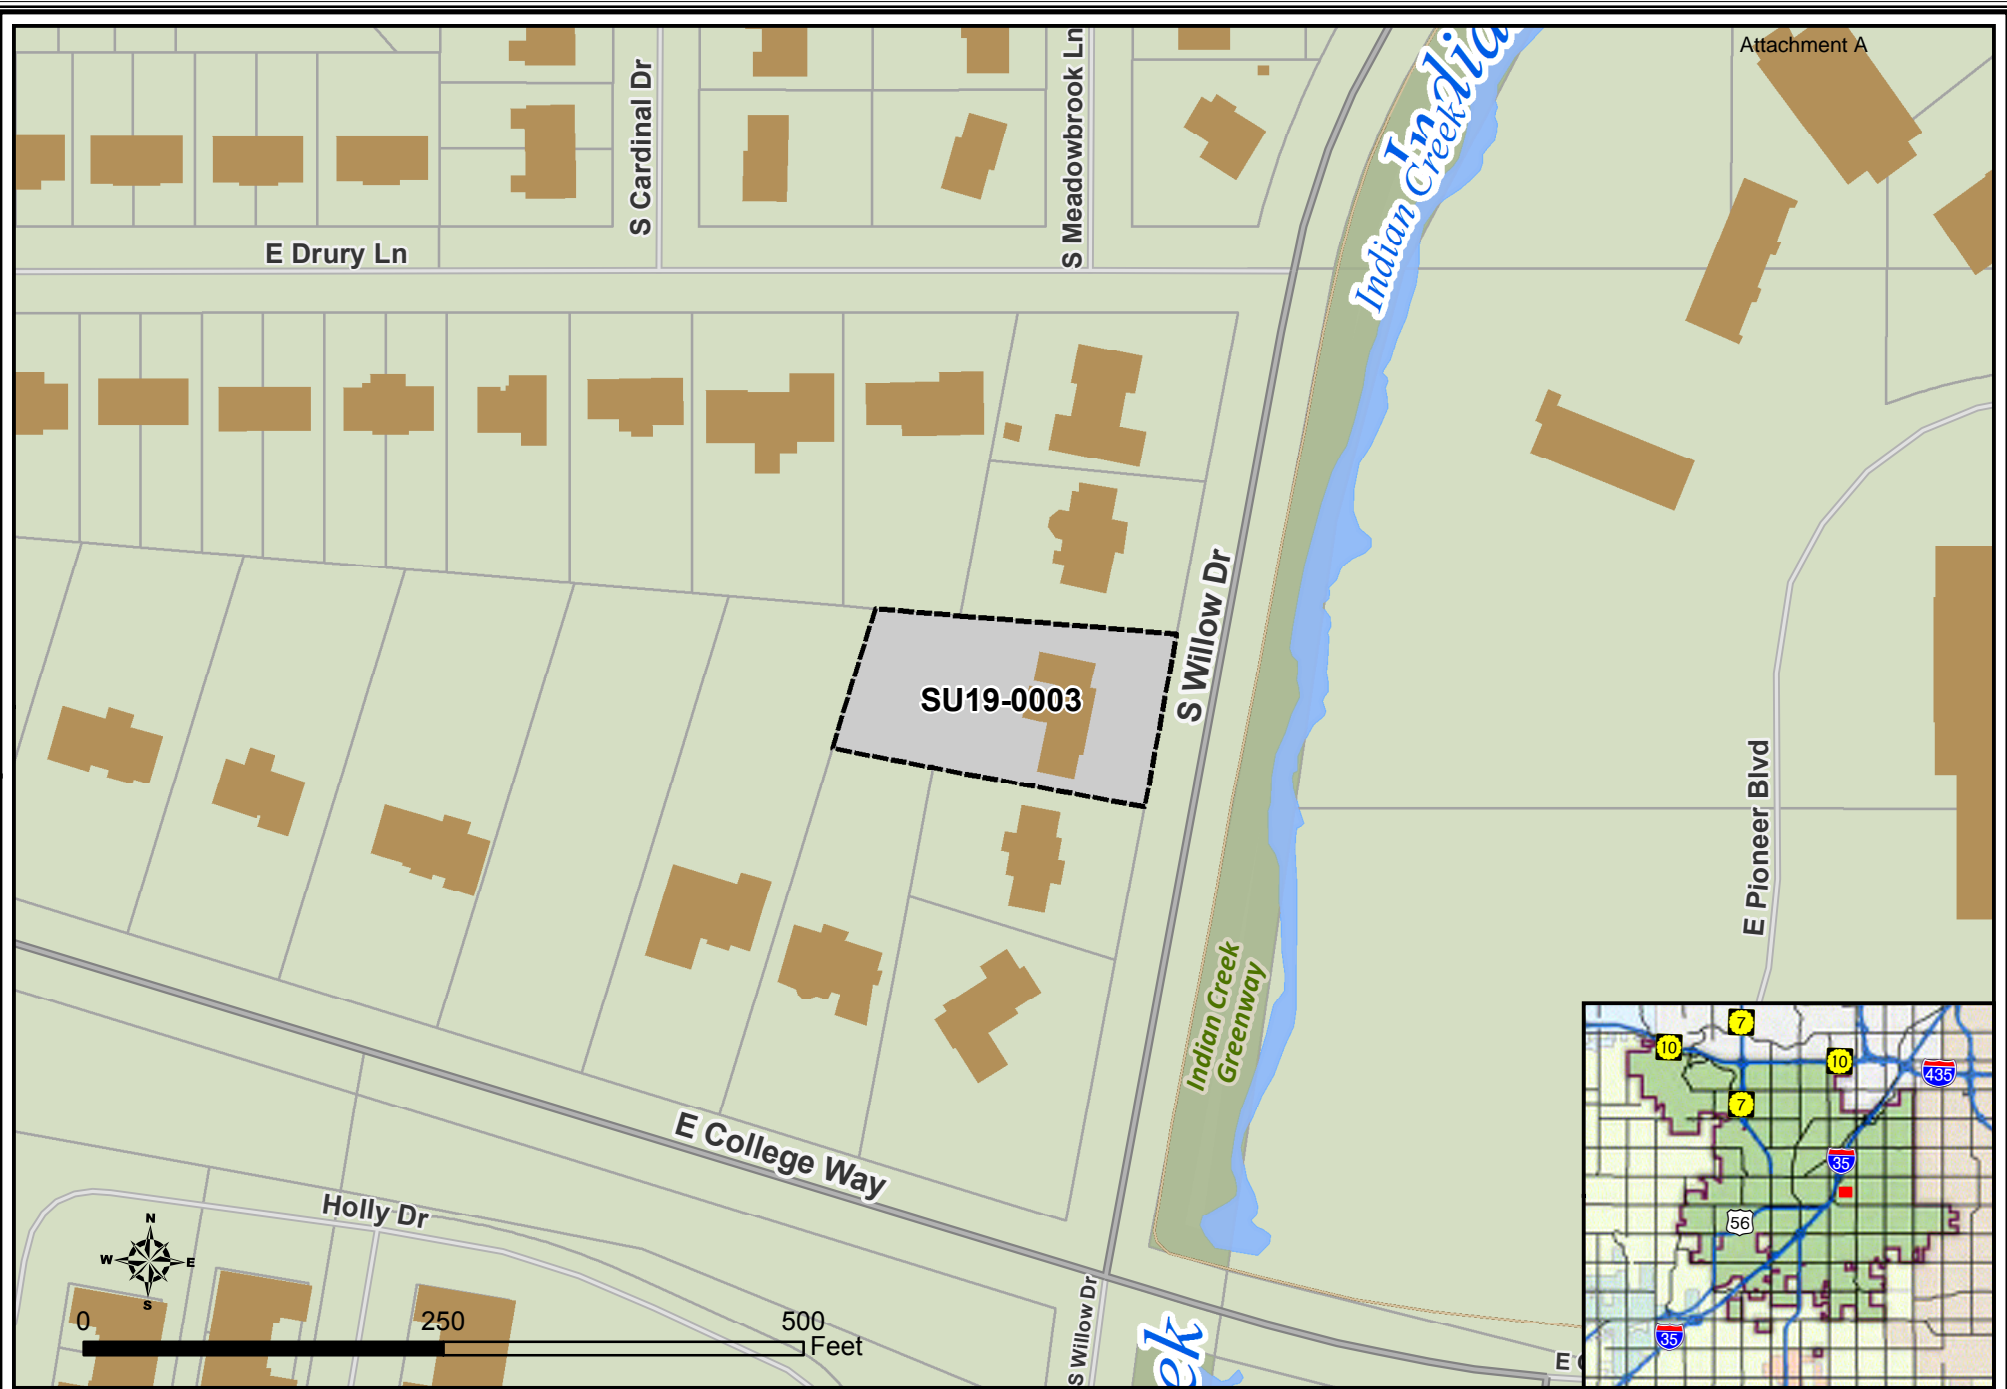 Attachment A
Indian
Indian Creek
S Cardinal Dr
S Meadowbrook Ln
E Drury Ln
S Willow Dr
SU19-0003
E Pioneer Blvd
Indian Creek
Greenway
E College Way
Holly Dr
S Willow Dr
ek
N
W
E
S
0
250
500
Feet
7
10
10
435
7
35
56
35